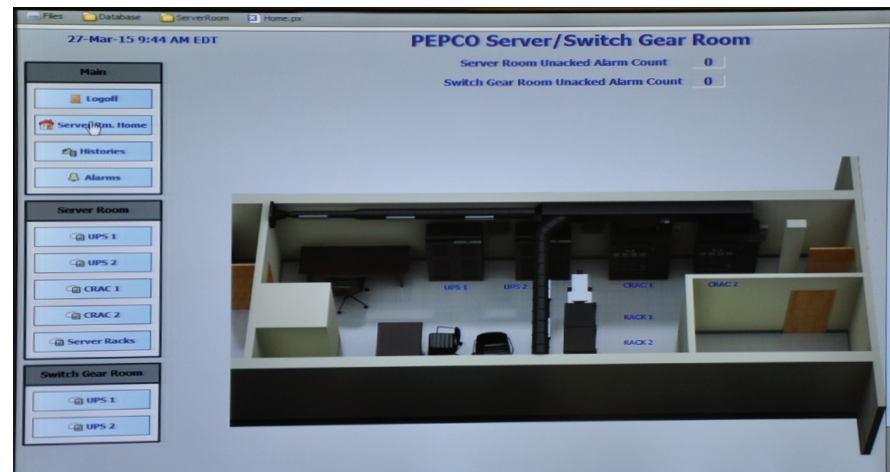 Files Database ServerRoom Home.px
27-Mar-15 9:44 AM EDT
PEPCO Server/Switch Gear Room
Server Room Unacked Alarm Count 0
Switch Gear Room Unacked Alarm Count 0
Main
Logoff
ServerRm. Home
Histories
Alarms
Server Room
UPS 1
UPS 2
CRAC 1
CRAC 2
Server Racks
Switch Gear Room
UPS 1
UPS 2
UPS 1 UPS 2 CRAC 1 CRAC 2
RACK 1
RACK 2